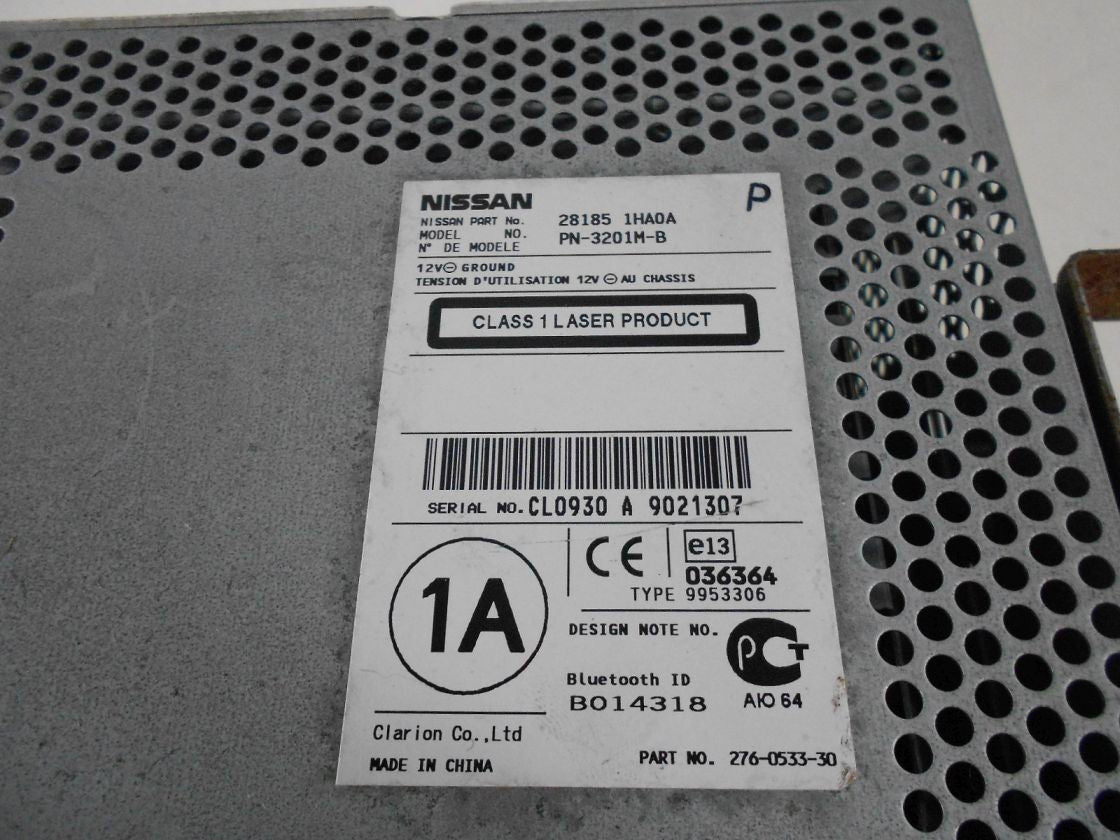 NISSAN P
NISSAN PART No. 28185 1HA0A
MODEL NO. PN-3201M-B
N° DE MODELE
12V⊖ GROUND
TENSION D'UTILISATION 12V ⊖ AU CHASSIS
CLASS 1 LASER PRODUCT
SERIAL NO. CL0930 A 9021307
1A
CE e13
036364
TYPE 9953306
DESIGN NOTE NO.
PCT
Bluetooth ID
B014318
АЮ 64
Clarion Co.,Ltd
MADE IN CHINA
PART NO. 276-0533-30